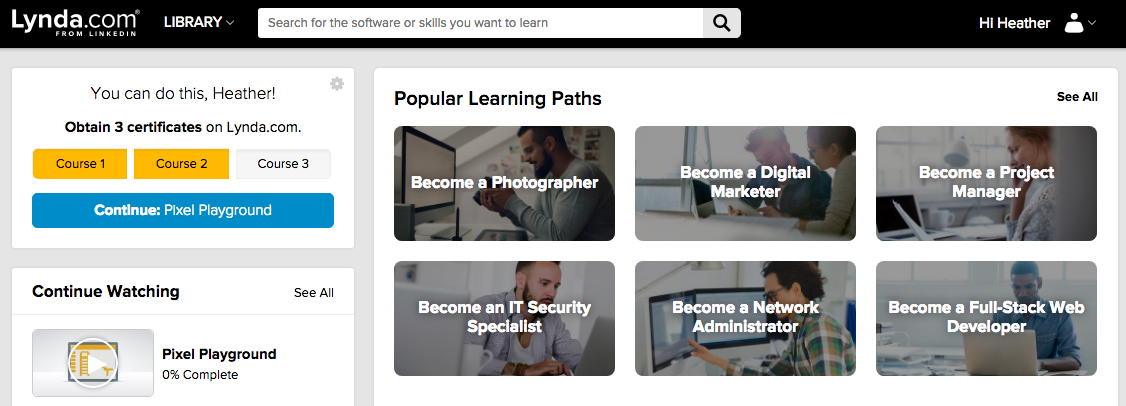 Lynda.com®
FROM LINKEDIN
LIBRARY
Search for the software or skills you want to learn
Hi Heather
You can do this, Heather!
Obtain 3 certificates on Lynda.com.
Course 1
Course 2
Course 3
Continue: Pixel Playground
Continue Watching
See All
Pixel Playground
0% Complete
Popular Learning Paths
See All
Become a Photographer
Become a Digital
Marketer
Become a Project
Manager
Become an IT Security
Specialist
Become a Network
Administrator
Become a Full-Stack Web
Developer